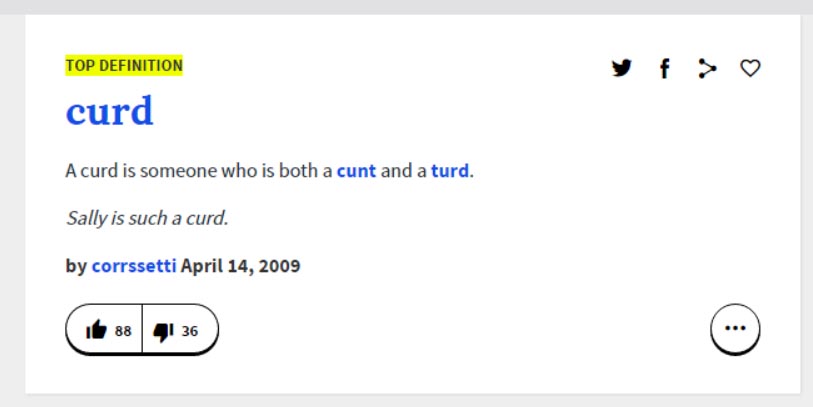 TOP DEFINITION
curd
A curd is someone who is both a cunt and a turd.
Sally is such a curd.
by corrssetti April 14, 2009
88 36